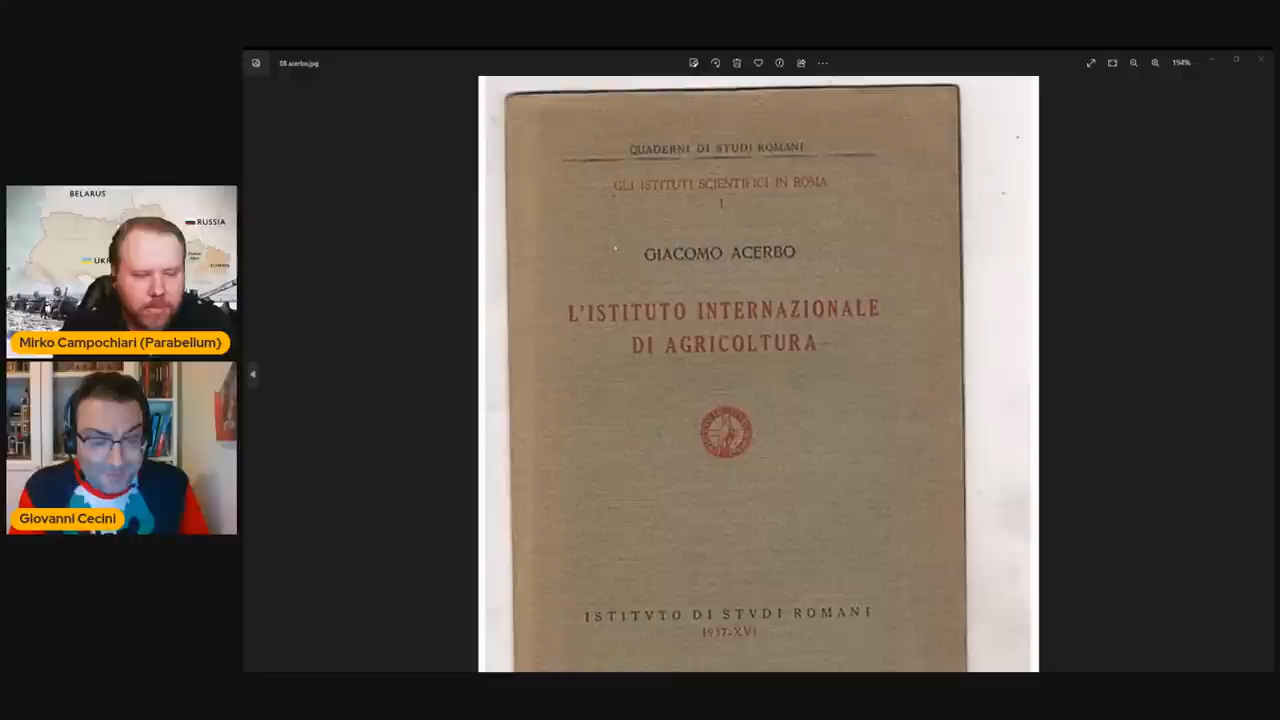 08 acerbo.jpg
194%
QUADERNI DI STUDI ROMANI
GLI ISTITUTI SCIENTIFICI IN ROMA
I
GIACOMO ACERBO
L'ISTITUTO INTERNAZIONALE
DI AGRICOLTURA
ISTITVTO DI STVDI ROMANI
1937-XVI
BELARUS
RUSSIA
UKR
Mirko Campochiari (Parabellum)
Giovanni Cecini